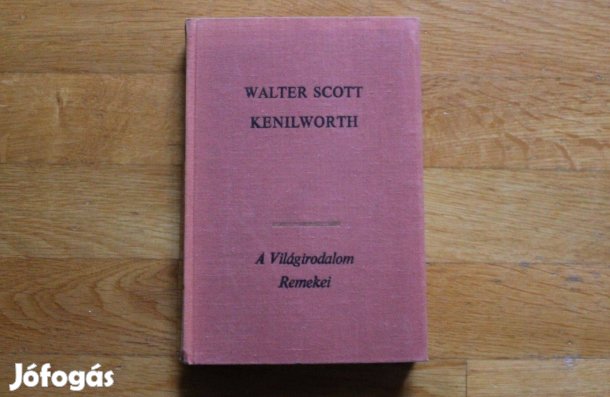 WALTER SCOTT
KENILWORTH
A Világirodalom
Remekei
Jófogás